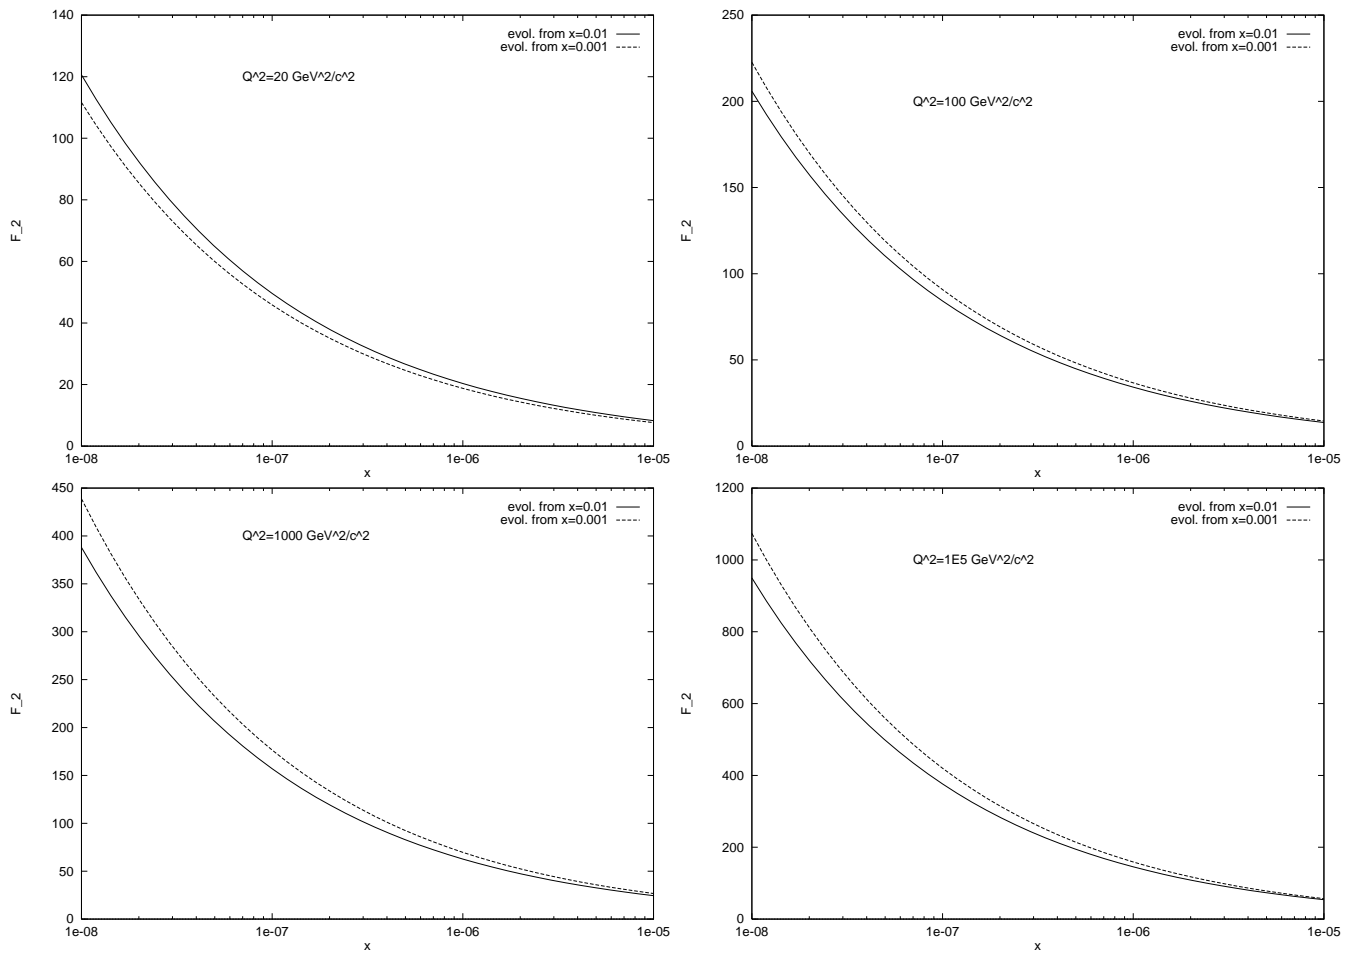 140
120
100
80
60
40
20
0
F_2
1e-08
1e-07
1e-06
1e-05
x
evol. from x=0.01
evol. from x=0.001
Q^2=20 GeV^2/c^2
250
200
150
100
50
0
F_2
1e-08
1e-07
1e-06
1e-05
x
evol. from x=0.01
evol. from x=0.001
Q^2=100 GeV^2/c^2
450
400
350
300
250
200
150
100
50
0
F_2
1e-08
1e-07
1e-06
1e-05
x
evol. from x=0.01
evol. from x=0.001
Q^2=1000 GeV^2/c^2
1200
1000
800
600
400
200
0
F_2
1e-08
1e-07
1e-06
1e-05
x
evol. from x=0.01
evol. from x=0.001
Q^2=1E5 GeV^2/c^2